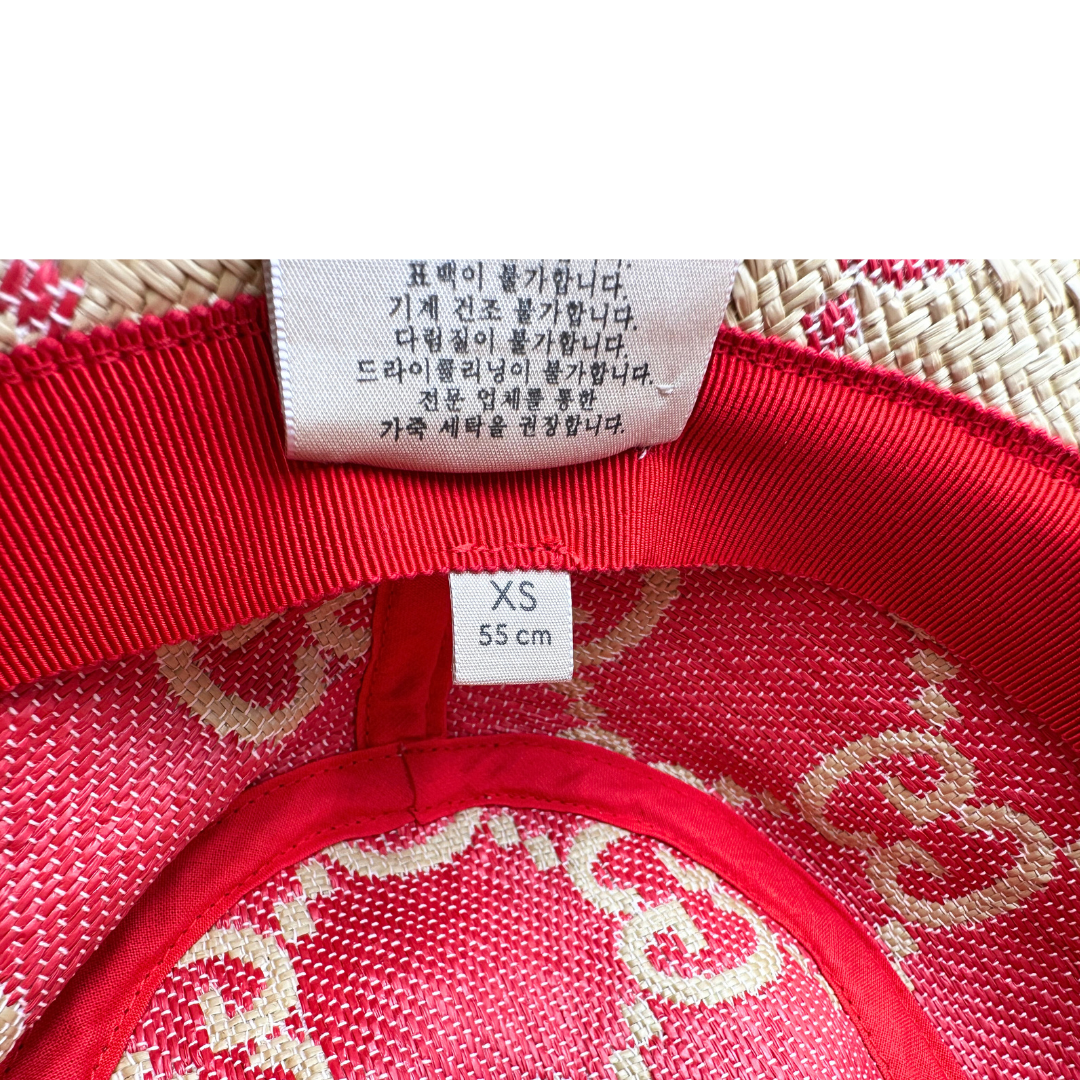 표백이 불가합니다.
기계 건조 불가합니다.
다림질이 불가합니다.
드라이클리닝이 불가합니다.
전문 업체를 통한
가죽 세탁을 권장합니다.
XS
55 cm